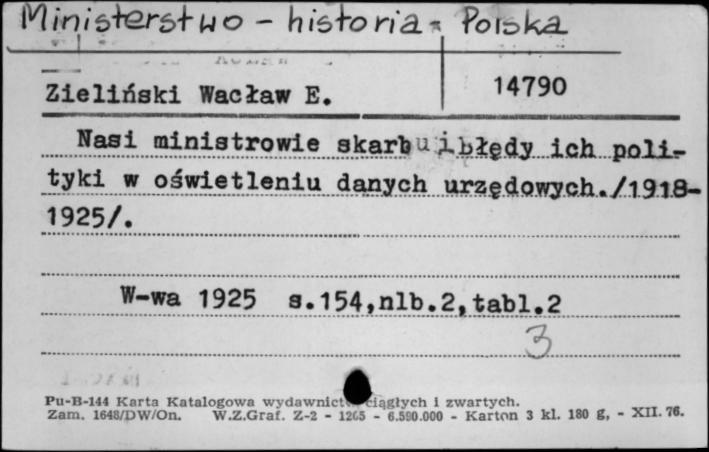 Ministerstwo - historia - Polska
Zieliński Wacław E.
14790
Nasi ministrowie skarbu i błędy ich poli-
tyki w oświetleniu danych urzędowych./1918-
1925/.
W-wa 1925 s.154,nlb.2,tabl.2
3
Pu-B-144 Karta Katalogowa wydawnictw ciągłych i zwartych.
Zam. 1648/DW/On. W.Z.Graf. Z-2 - 1265 - 6.590.000 - Karton 3 kl. 180 g, - XII. 76.